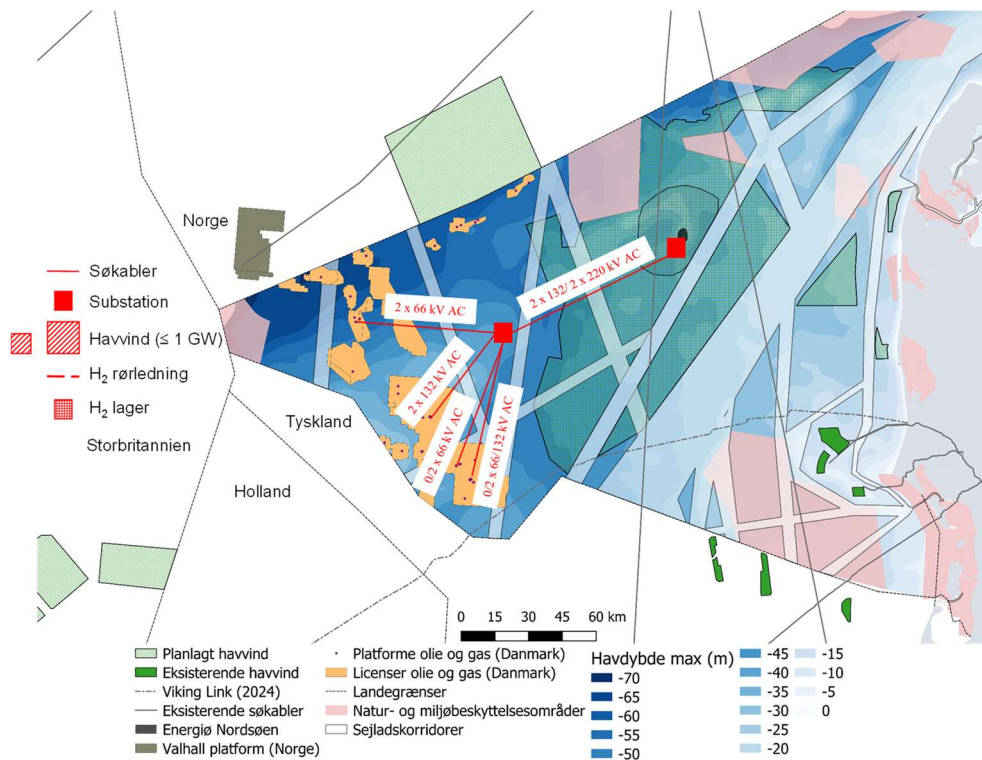 Norge
2 x 66 kV AC
2 x 132/ 2 x 220 kV AC
2 x 132 kV AC
0/2 x 66 kV AC
0/2 x 66/132 kV AC
Søkabler
Substation
Havvind (≤ 1 GW)
H₂ rørledning
H₂ lager
Storbritannien
Tyskland
Holland
0 15 30 45 60 km
Planlagt havvind
Eksisterende havvind
Viking Link (2024)
Eksisterende søkabler
Energiø Nordsøen
Valhall platform (Norge)
Platforme olie og gas (Danmark)
Licenser olie og gas (Danmark)
Landegrænser
Natur- og miljøbeskyttelsesområder
Sejladskorridorer
Havdybde max (m)
-70
-65
-60
-55
-50
-45
-40
-35
-30
-25
-20
-15
-10
-5
0